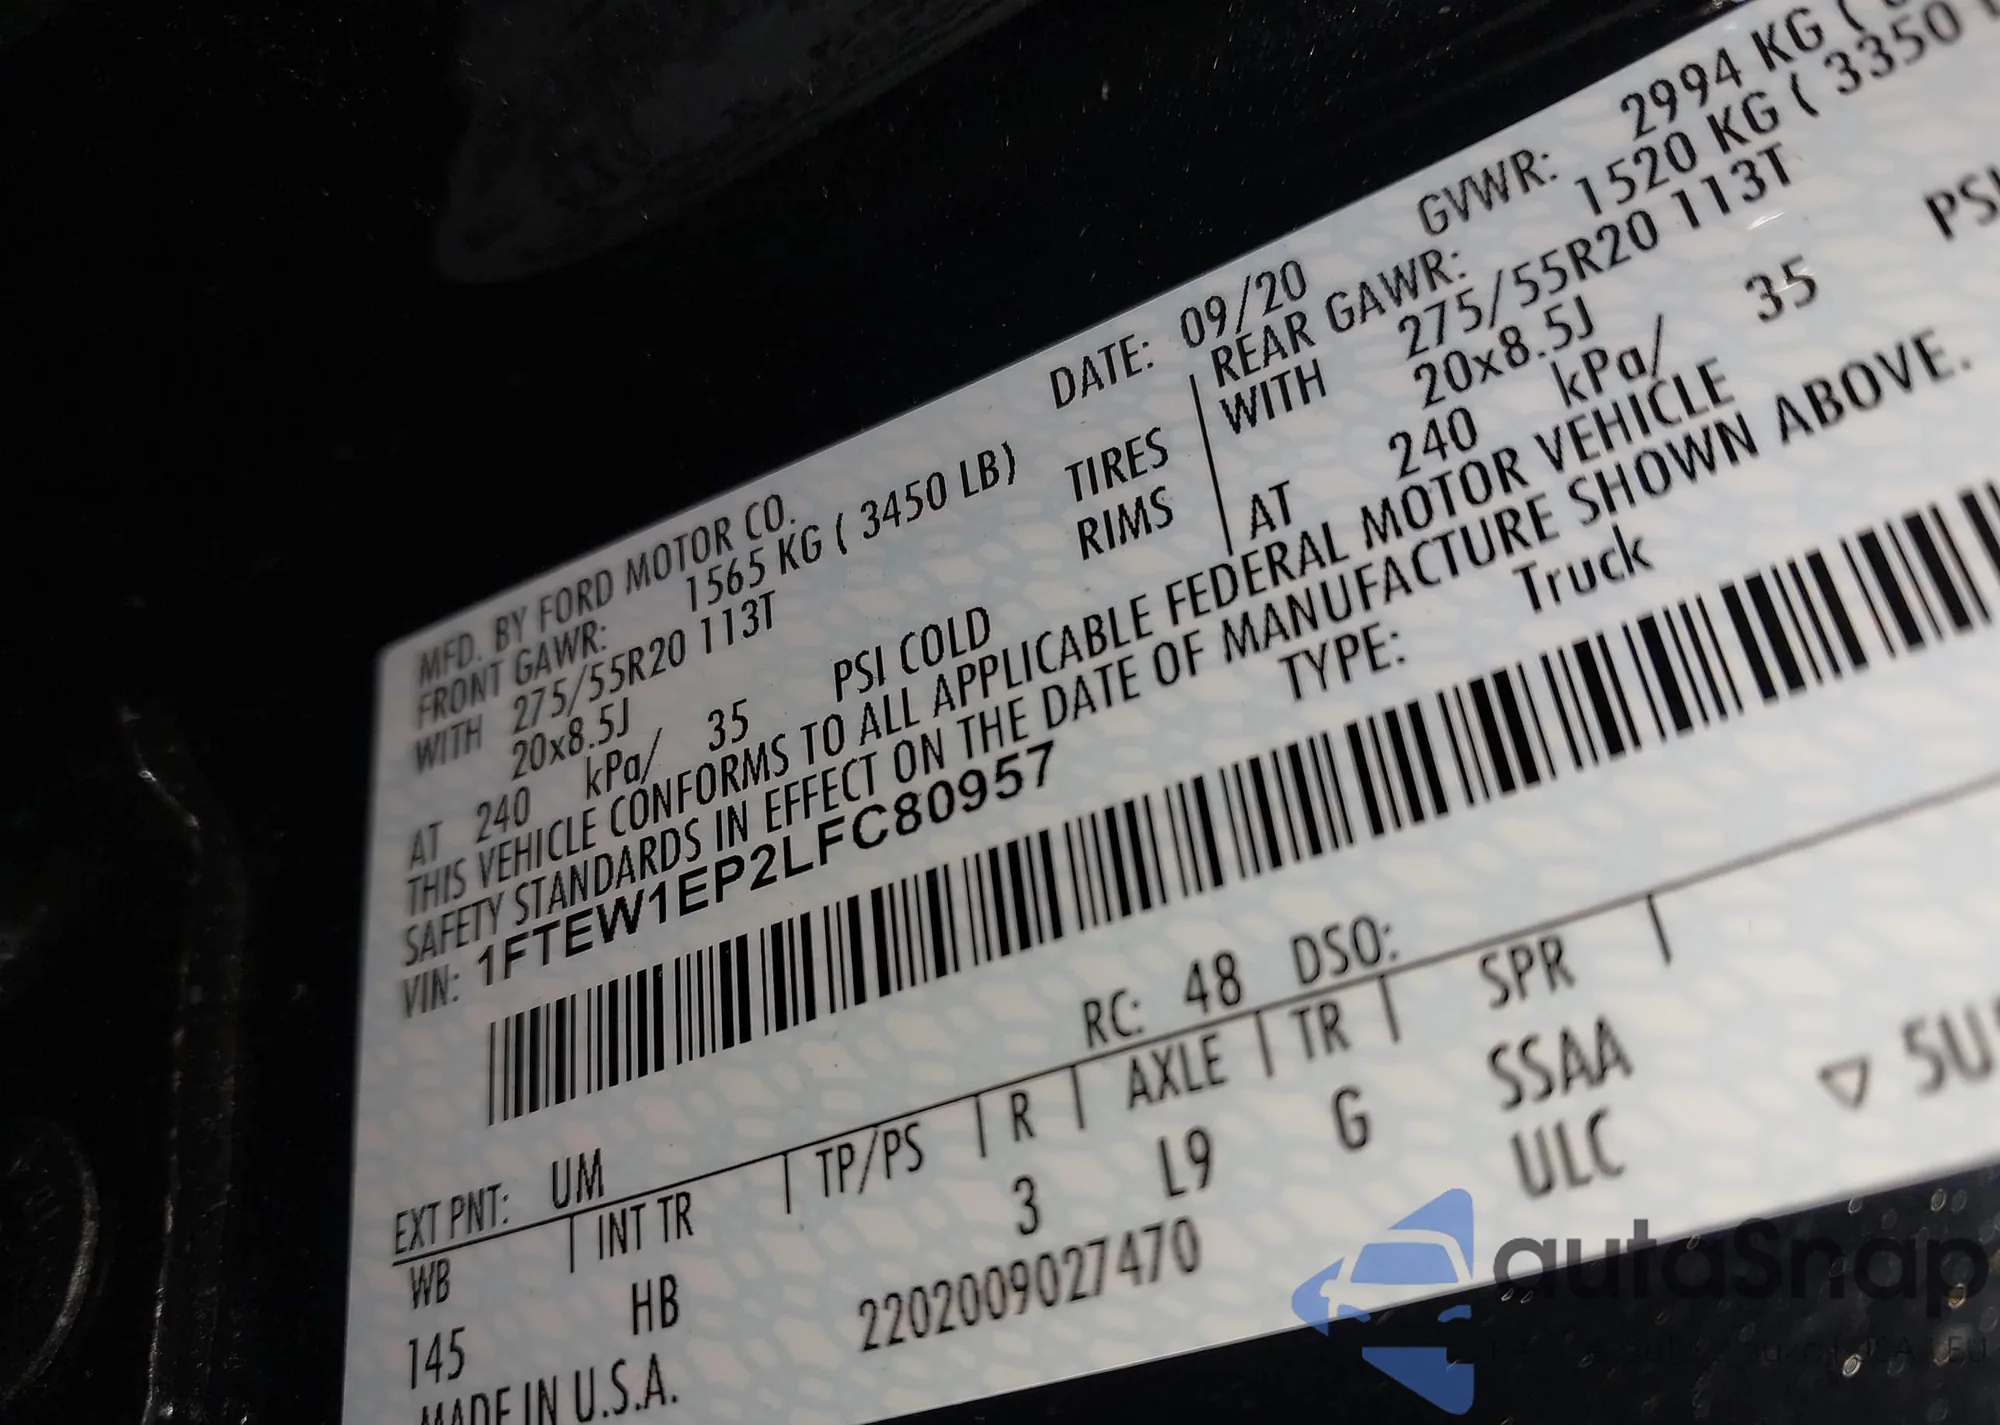 MFD. BY FORD MOTOR CO. DATE: 09/20 GVWR: 2994 KG (
FRONT GAWR: 1565 KG ( 3450 LB) REAR GAWR: 1520 KG ( 3350
WITH 275/55R20 113T TIRES WITH 275/55R20 113T
20x8.5J RIMS 20x8.5J
AT 240 kPa/ 35 PSI COLD AT 240 kPa/ 35 PSI
THIS VEHICLE CONFORMS TO ALL APPLICABLE FEDERAL MOTOR VEHICLE
SAFETY STANDARDS IN EFFECT ON THE DATE OF MANUFACTURE SHOWN ABOVE.
VIN: 1FTEW1EP2LFC80957 TYPE: Truck
EXT PNT: UM RC: 48 DSO:
WB INT TR TP/PS R AXLE TR SPR
145 HB 3 L9 G SSAA
ULC
2202009027470
MADE IN U.S.A.
▽ 5U
autaSnap